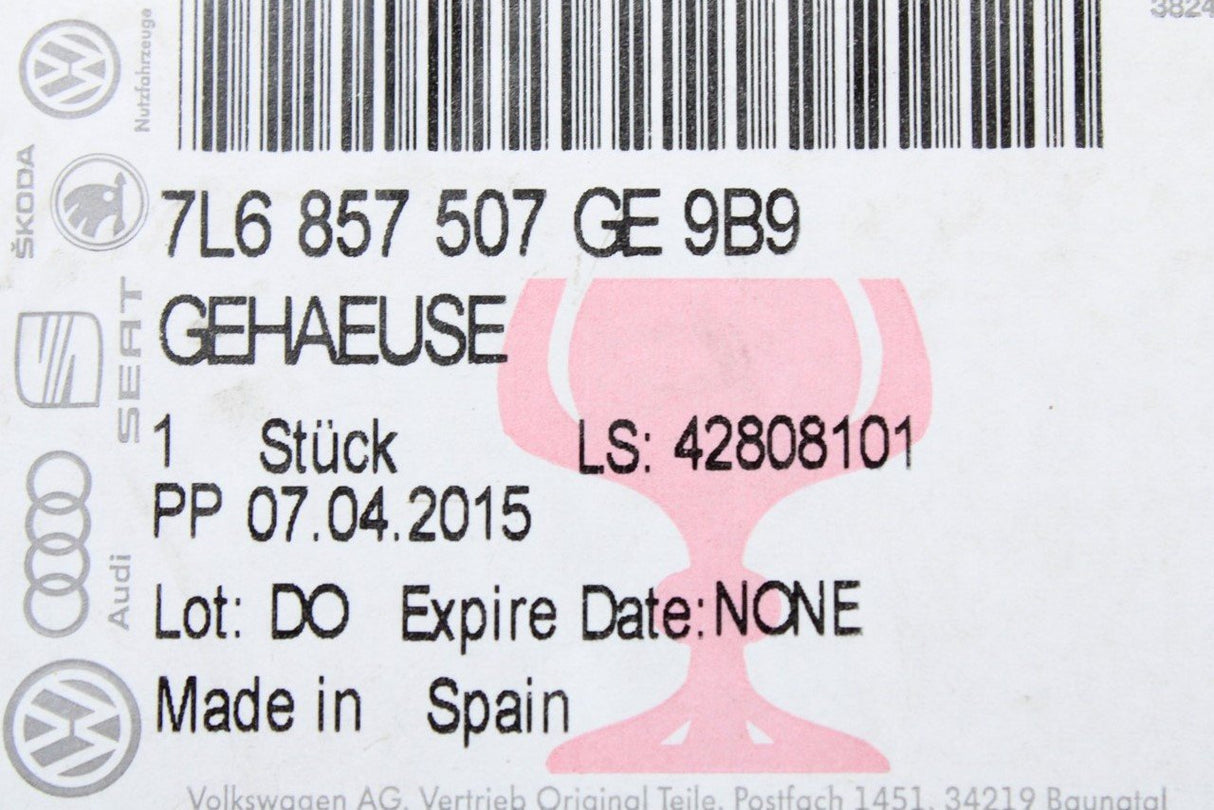 3824
Nutzfahrzeuge
ŠKODA
SEAT
Audi
7L6 857 507 GE 9B9
GEHAEUSE
1 Stück LS: 42808101
PP 07.04.2015
Lot: DO Expire Date:NONE
Made in Spain
Volkswagen AG, Vertrieb Original Teile, Postfach 1451, 34219 Baunatal